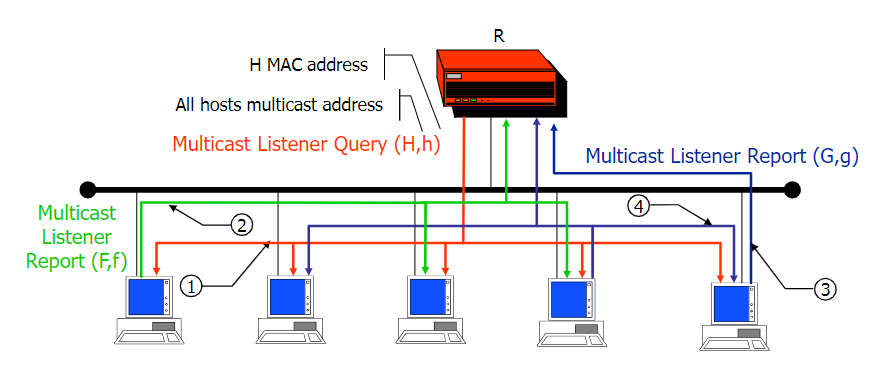 R
H MAC address
All hosts multicast address
Multicast Listener Query (H,h)
Multicast Listener Report (G,g)
Multicast
Listener
Report (F,f)
2
4
1
3